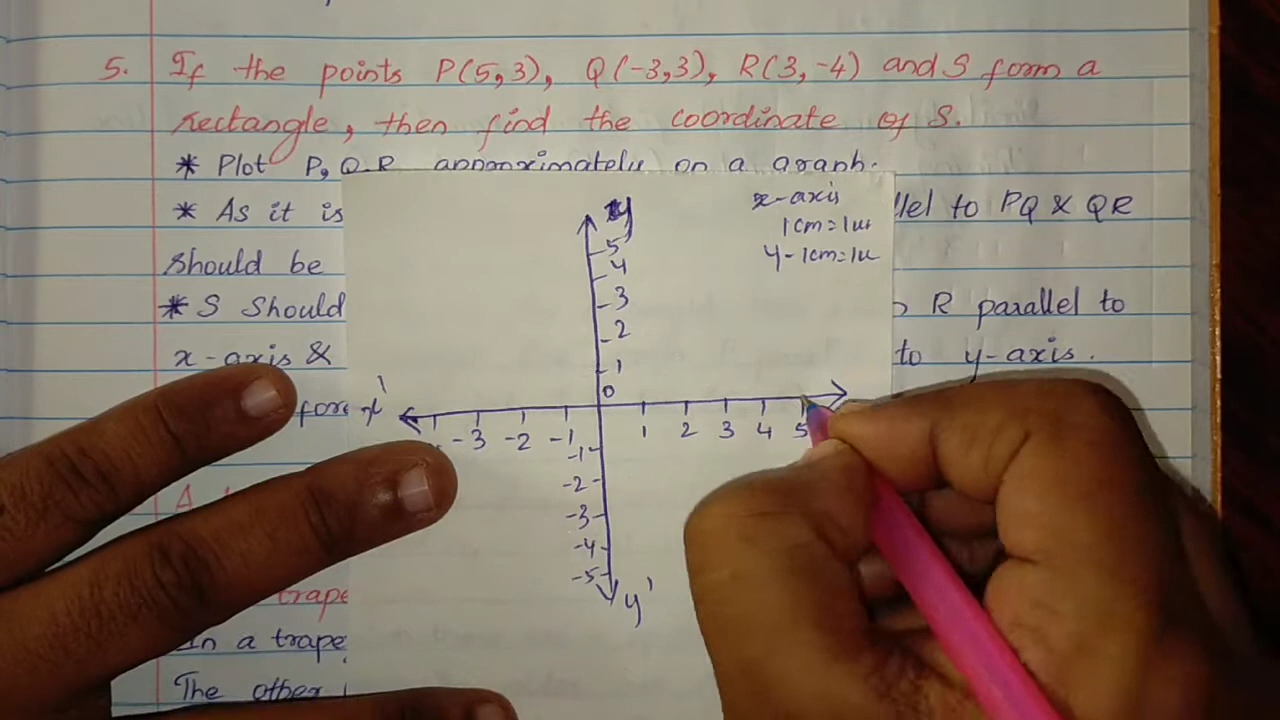 5. If the points P(5,3), Q(-3,3), R(3,-4) and S form a
rectangle, then find the coordinate of S.
* Plot P, Q R approximately on a graph.
* As it is
to PQ & QR
should be
* S Should
R parallel to
x-axis &
to y-axis.
x-axis
1cm=1u
y-1cm=1u
y
5
4
3
2
1
0
x'
-3 -2 -1 1 2 3 4 5
-1
-2
-3
-4
-5
y'
In a trape
The other